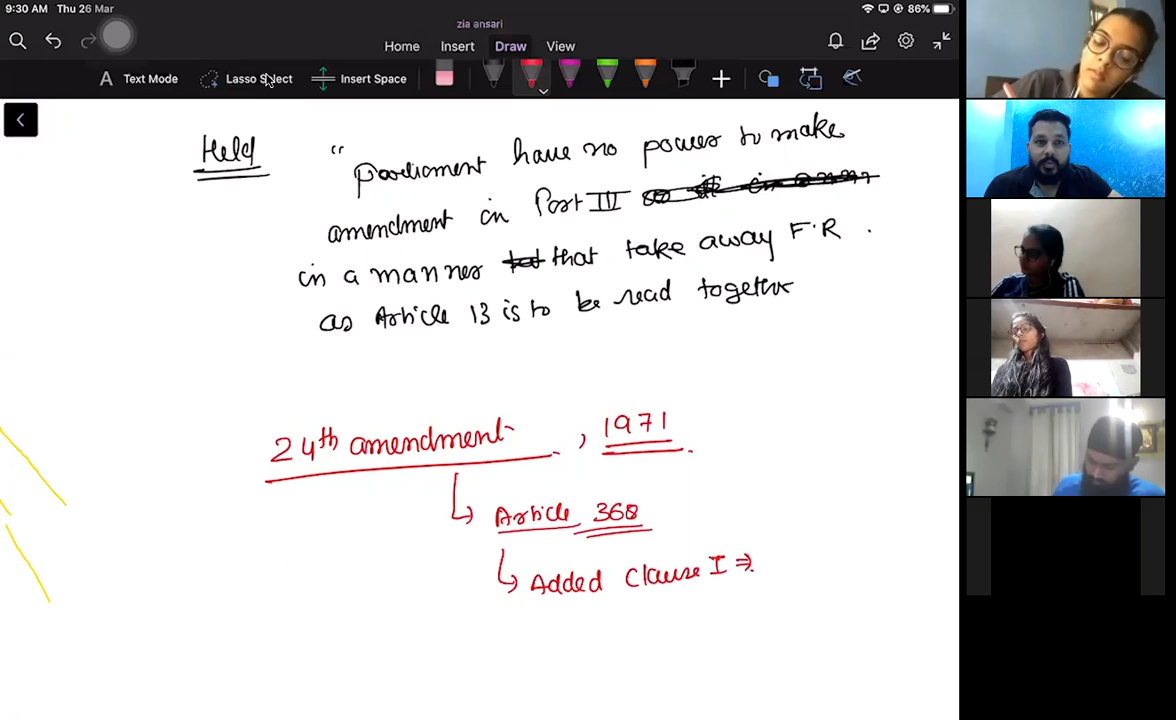 9:30 AM Thu 26 Mar
86%
zia ansari
Home Insert Draw View
Text Mode Lasso Select Insert Space
Held
"Parliament have no power to make
amendment in Part III
in a manner that take away F.R.
as Article 13 is to be read together
24th amendment, 1971.
Article 368
Added Clause I ⇒